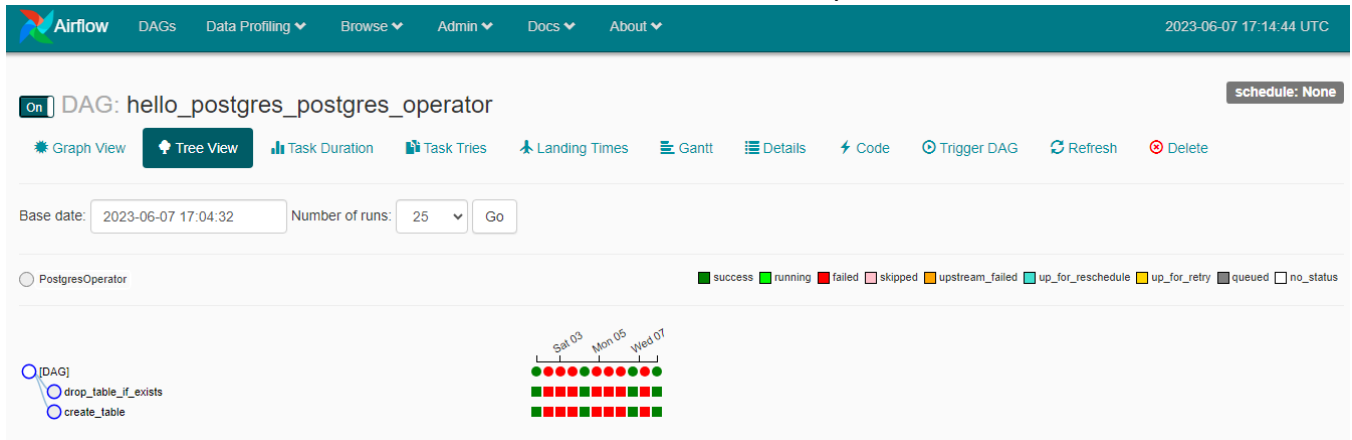 Airflow DAGs Data Profiling Browse Admin Docs About 2023-06-07 17:14:44 UTC
schedule: None
On DAG: hello_postgres_postgres_operator
Graph View Tree View Task Duration Task Tries Landing Times Gantt Details Code Trigger DAG Refresh Delete
Base date: 2023-06-07 17:04:32 Number of runs: 25 Go
PostgresOperator success running failed skipped upstream_failed up_for_reschedule up_for_retry queued no_status
Sat 03 Mon 05 Wed 07
[DAG]
drop_table_if_exists
create_table